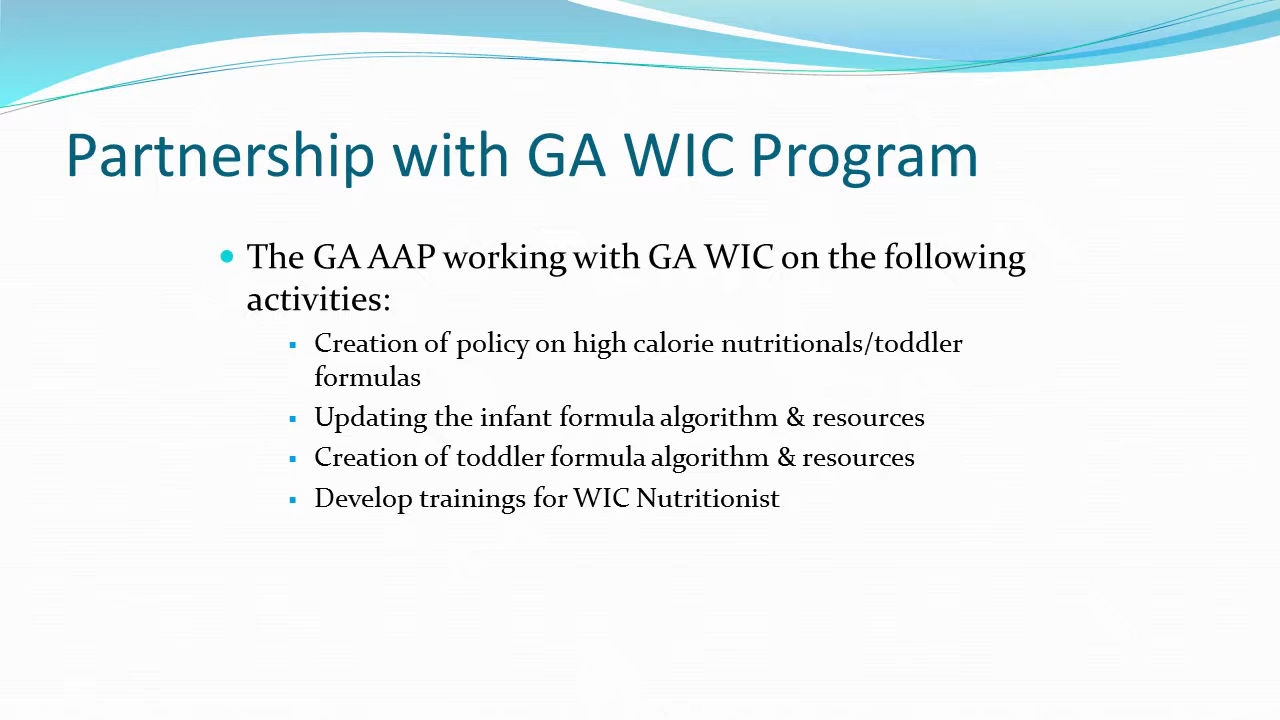 Partnership with GA WIC Program
• The GA AAP working with GA WIC on the following
activities:
▪ Creation of policy on high calorie nutritionals/toddler
formulas
▪ Updating the infant formula algorithm & resources
▪ Creation of toddler formula algorithm & resources
▪ Develop trainings for WIC Nutritionist